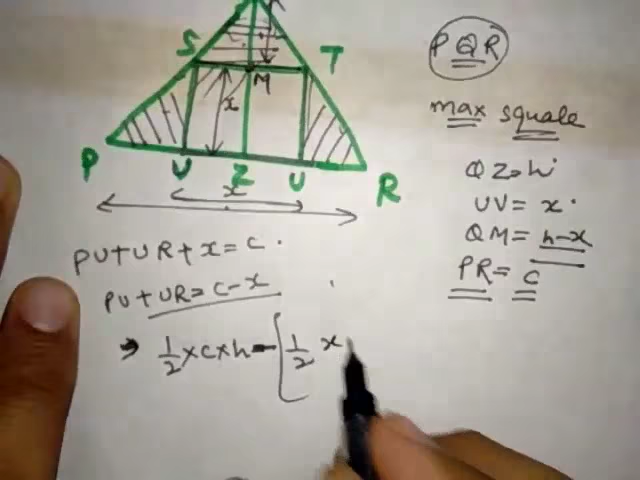 PQR
S
T
M
x
max square
P
U
Z
U
R
x
QZ=h
UV= x
QM= h-x
PR= c
PU+UR+x=c
PU+UR=c-x
→ 1/2 × c × h - [1/2 ×